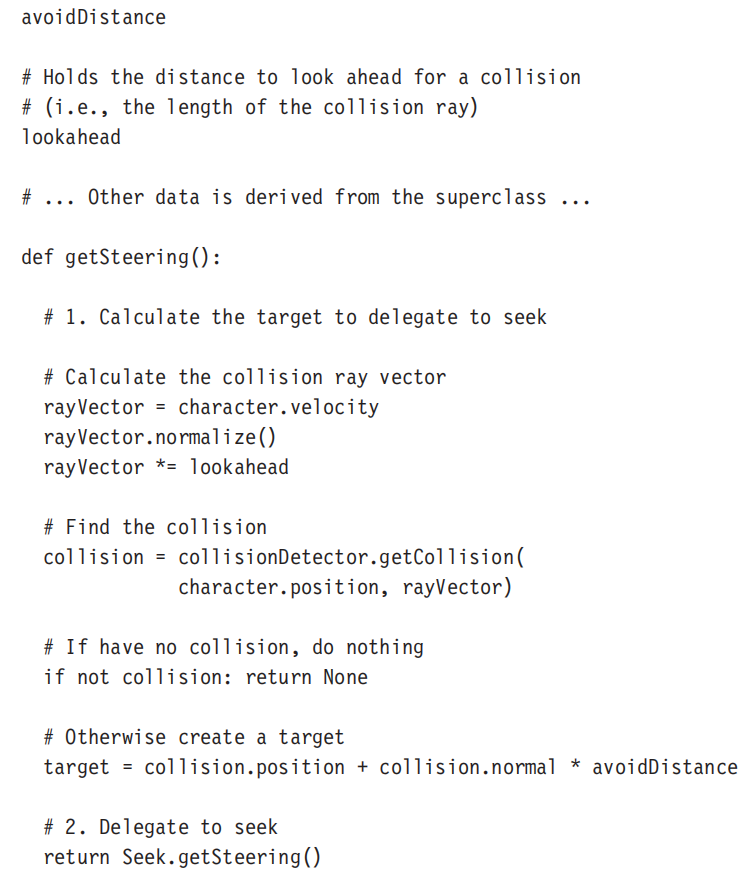 avoidDistance
# Holds the distance to look ahead for a collision
# (i.e., the length of the collision ray)
lookahead
# ... Other data is derived from the superclass ...
def getSteering():
# 1. Calculate the target to delegate to seek
# Calculate the collision ray vector
rayVector = character.velocity
rayVector.normalize()
rayVector *= lookahead
# Find the collision
collision = collisionDetector.getCollision(
character.position, rayVector)
# If have no collision, do nothing
if not collision: return None
# Otherwise create a target
target = collision.position + collision.normal * avoidDistance
# 2. Delegate to seek
return Seek.getSteering()